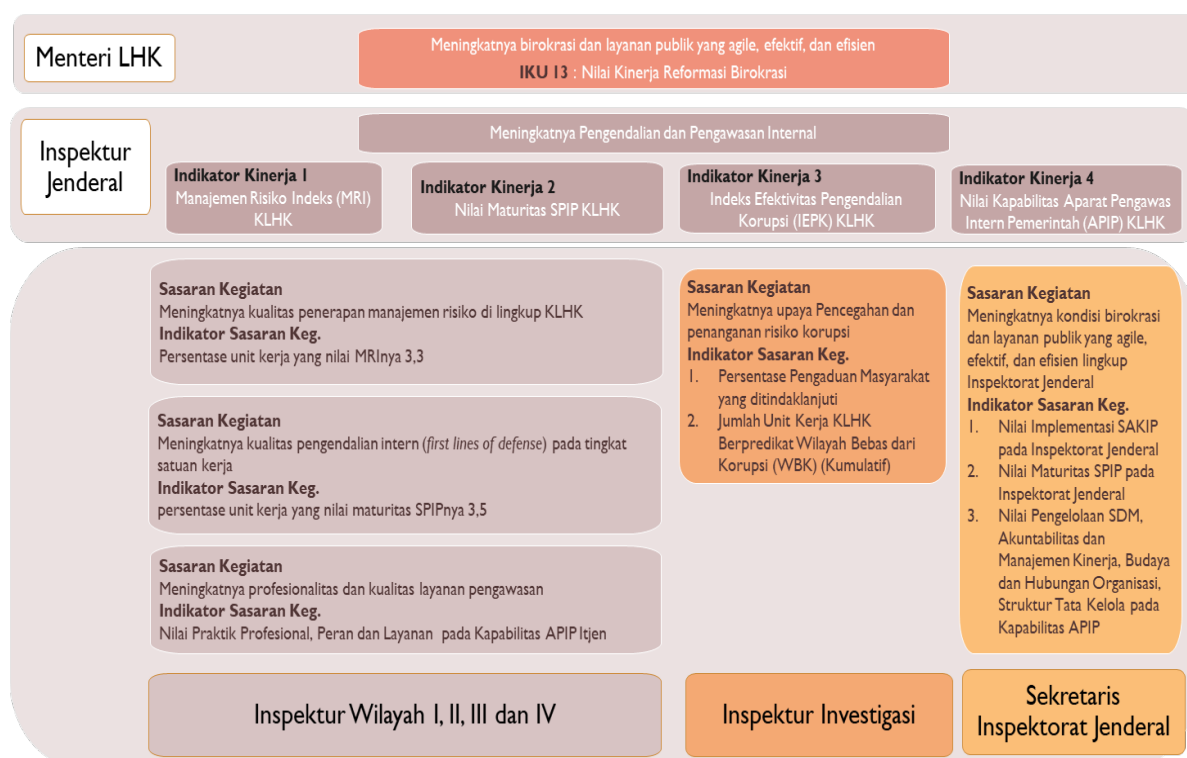 Menteri LHK
Meningkatnya birokrasi dan layanan publik yang agile, efektif, dan efisien
IKU 13 : Nilai Kinerja Reformasi Birokrasi
Inspektur
Jenderal
Meningkatnya Pengendalian dan Pengawasan Internal
Indikator Kinerja 1
Manajemen Risiko Indeks (MRI)
KLHK
Indikator Kinerja 2
Nilai Maturitas SPIP KLHK
Indikator Kinerja 3
Indeks Efektivitas Pengendalian
Korupsi (IEPK) KLHK
Indikator Kinerja 4
Nilai Kapabilitas Aparat Pengawas
Intern Pemerintah (APIP) KLHK
Sasaran Kegiatan
Meningkatnya kualitas penerapan manajemen risiko di lingkup KLHK
Indikator Sasaran Keg.
Persentase unit kerja yang nilai MRInya 3,3
Sasaran Kegiatan
Meningkatnya kualitas pengendalian intern (first lines of defense) pada tingkat
satuan kerja
Indikator Sasaran Keg.
persentase unit kerja yang nilai maturitas SPIPnya 3,5
Sasaran Kegiatan
Meningkatnya profesionalitas dan kualitas layanan pengawasan
Indikator Sasaran Keg.
Nilai Praktik Profesional, Peran dan Layanan pada Kapabilitas APIP Itjen
Sasaran Kegiatan
Meningkatnya upaya Pencegahan dan
penanganan risiko korupsi
Indikator Sasaran Keg.
1. Persentase Pengaduan Masyarakat
yang ditindaklanjuti
2. Jumlah Unit Kerja KLHK
Berpredikat Wilayah Bebas dari
Korupsi (WBK) (Kumulatif)
Sasaran Kegiatan
Meningkatnya kondisi birokrasi
dan layanan publik yang agile,
efektif, dan efisien lingkup
Inspektorat Jenderal
Indikator Sasaran Keg.
1. Nilai Implementasi SAKIP
pada Inspektorat Jenderal
2. Nilai Maturitas SPIP pada
Inspektorat Jenderal
3. Nilai Pengelolaan SDM,
Akuntabilitas dan
Manajemen Kinerja, Budaya
dan Hubungan Organisasi,
Struktur Tata Kelola pada
Kapabilitas APIP
Inspektur Wilayah I, II, III dan IV
Inspektur Investigasi
Sekretaris
Inspektorat Jenderal